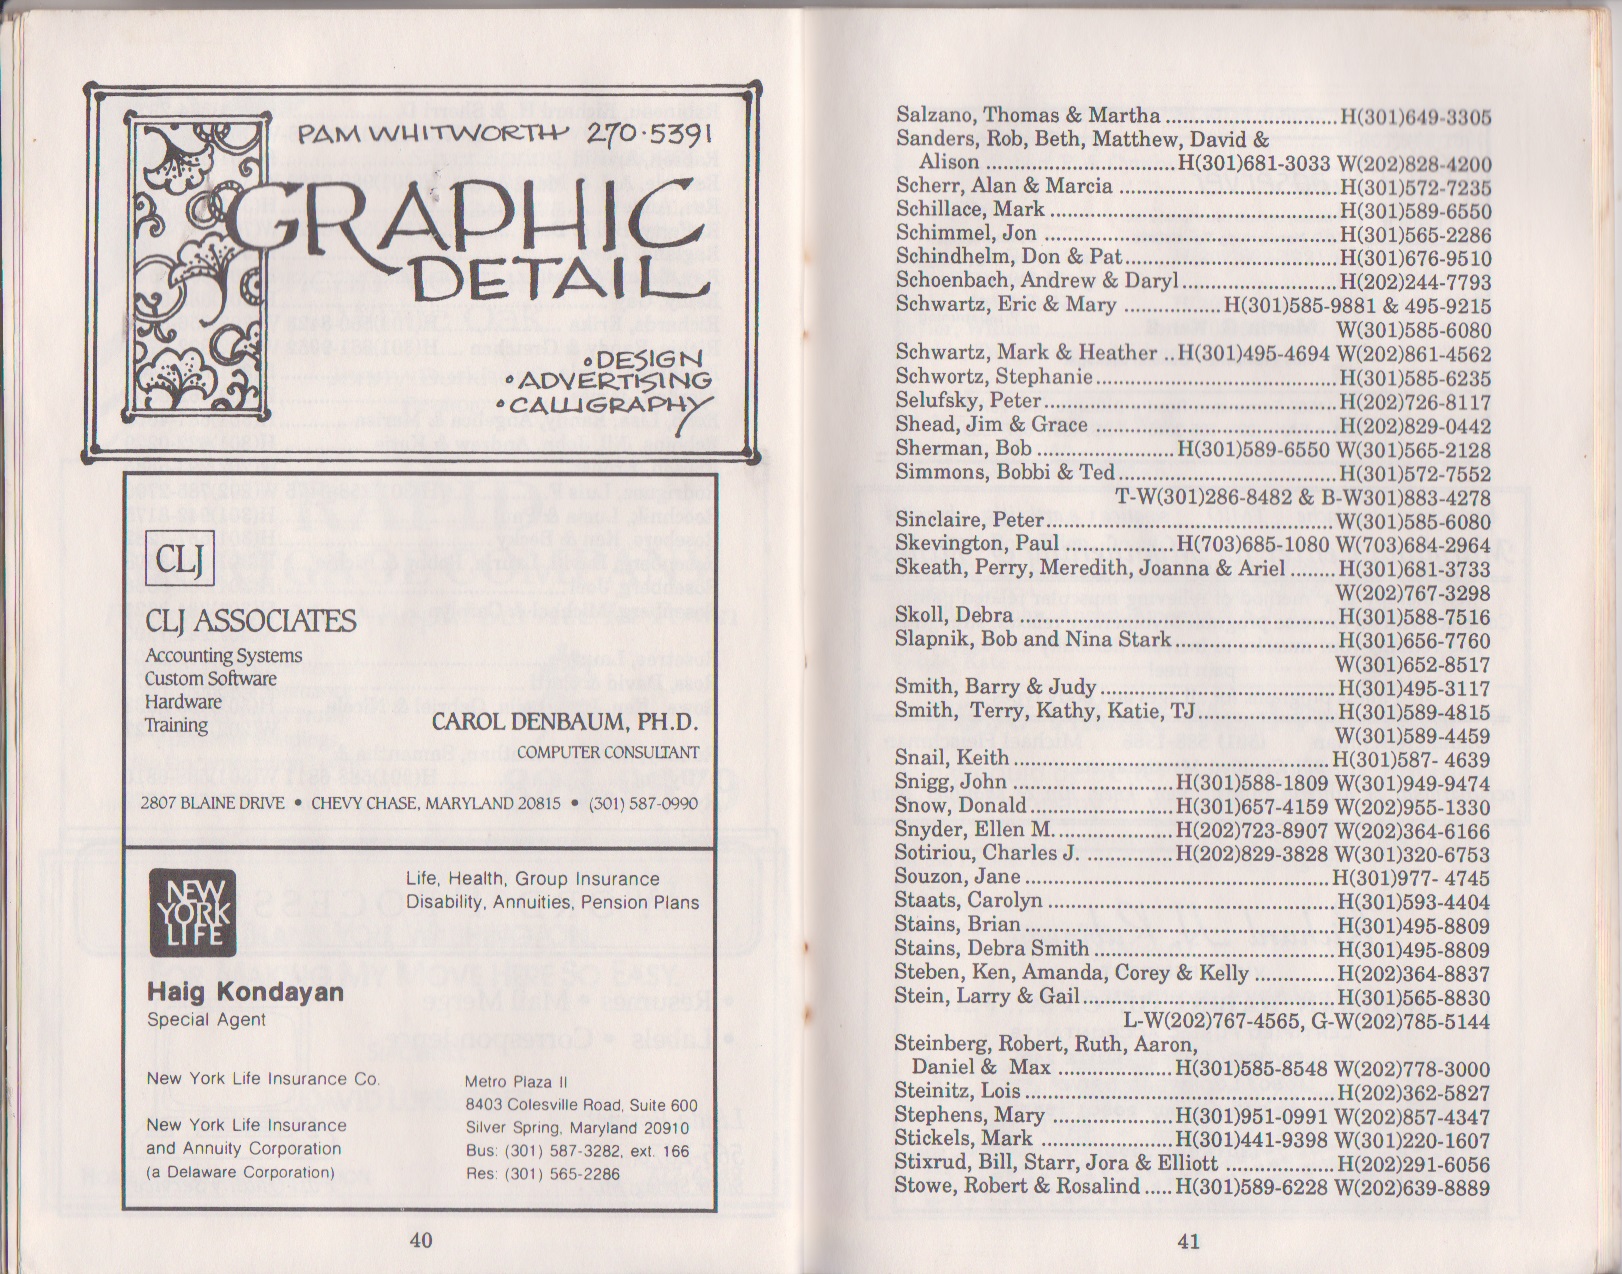 PAM WHITWORTH 270·5391
GRAPHIC
DETAIL
•DESIGN
•ADVERTISING
•CALLIGRAPHY
CLJ
CLJ ASSOCIATES
Accounting Systems
Custom Software
Hardware
Training
CAROL DENBAUM, PH.D.
COMPUTER CONSULTANT
2807 BLAINE DRIVE • CHEVY CHASE, MARYLAND 20815 • (301) 587-0990
NEW
YORK
LIFE
Life, Health, Group Insurance
Disability, Annuities, Pension Plans
Haig Kondayan
Special Agent
New York Life Insurance Co.
New York Life Insurance
and Annuity Corporation
(a Delaware Corporation)
Metro Plaza II
8403 Colesville Road, Suite 600
Silver Spring, Maryland 20910
Bus: (301) 587-3282, ext. 166
Res: (301) 565-2286
40
Salzano, Thomas & Martha ............................ H(301)649-3305
Sanders, Rob, Beth, Matthew, David &
Alison ............................... H(301)681-3033 W(202)828-4200
Scherr, Alan & Marcia .................................... H(301)572-7235
Schillace, Mark ............................................... H(301)589-6550
Schimmel, Jon ................................................ H(301)565-2286
Schindhelm, Don & Pat................................... H(301)676-9510
Schoenbach, Andrew & Daryl.......................... H(202)244-7793
Schwartz, Eric & Mary ................ H(301)585-9881 & 495-9215
W(301)585-6080
Schwartz, Mark & Heather ..H(301)495-4694 W(202)861-4562
Schwortz, Stephanie........................................ H(301)585-6235
Selufsky, Peter................................................ H(202)726-8117
Shead, Jim & Grace ......................................... H(202)829-0442
Sherman, Bob ....................... H(301)589-6550 W(301)565-2128
Simmons, Bobbi & Ted.................................... H(301)572-7552
T-W(301)286-8482 & B-W301)883-4278
Sinclaire, Peter................................................ W(301)585-6080
Skevington, Paul .................. H(703)685-1080 W(703)684-2964
Skeath, Perry, Meredith, Joanna & Ariel ....... H(301)681-3733
W(202)767-3298
Skoll, Debra .................................................... H(301)588-7516
Slapnik, Bob and Nina Stark........................... H(301)656-7760
W(301)652-8517
Smith, Barry & Judy....................................... H(301)495-3117
Smith, Terry, Kathy, Katie, TJ....................... H(301)589-4815
W(301)589-4459
Snail, Keith .................................................... H(301)587- 4639
Snigg, John .......................... H(301)588-1809 W(301)949-9474
Snow, Donald........................ H(301)657-4159 W(202)955-1330
Snyder, Ellen M.................... H(202)723-8907 W(202)364-6166
Sotiriou, Charles J. .............. H(202)829-3828 W(301)320-6753
Souzon, Jane .................................................. H(301)977- 4745
Staats, Carolyn ............................................... H(301)593-4404
Stains, Brian ................................................... H(301)495-8809
Stains, Debra Smith ........................................ H(301)495-8809
Steben, Ken, Amanda, Corey & Kelly ............. H(202)364-8837
Stein, Larry & Gail.......................................... H(301)565-8830
L-W(202)767-4565, G-W(202)785-5144
Steinberg, Robert, Ruth, Aaron,
Daniel & Max ................... H(301)585-8548 W(202)778-3000
Steinitz, Lois................................................... H(202)362-5827
Stephens, Mary .................... H(301)951-0991 W(202)857-4347
Stickels, Mark ...................... H(301)441-9398 W(301)220-1607
Stixrud, Bill, Starr, Jora & Elliott .................. H(202)291-6056
Stowe, Robert & Rosalind ..... H(301)589-6228 W(202)639-8889
41